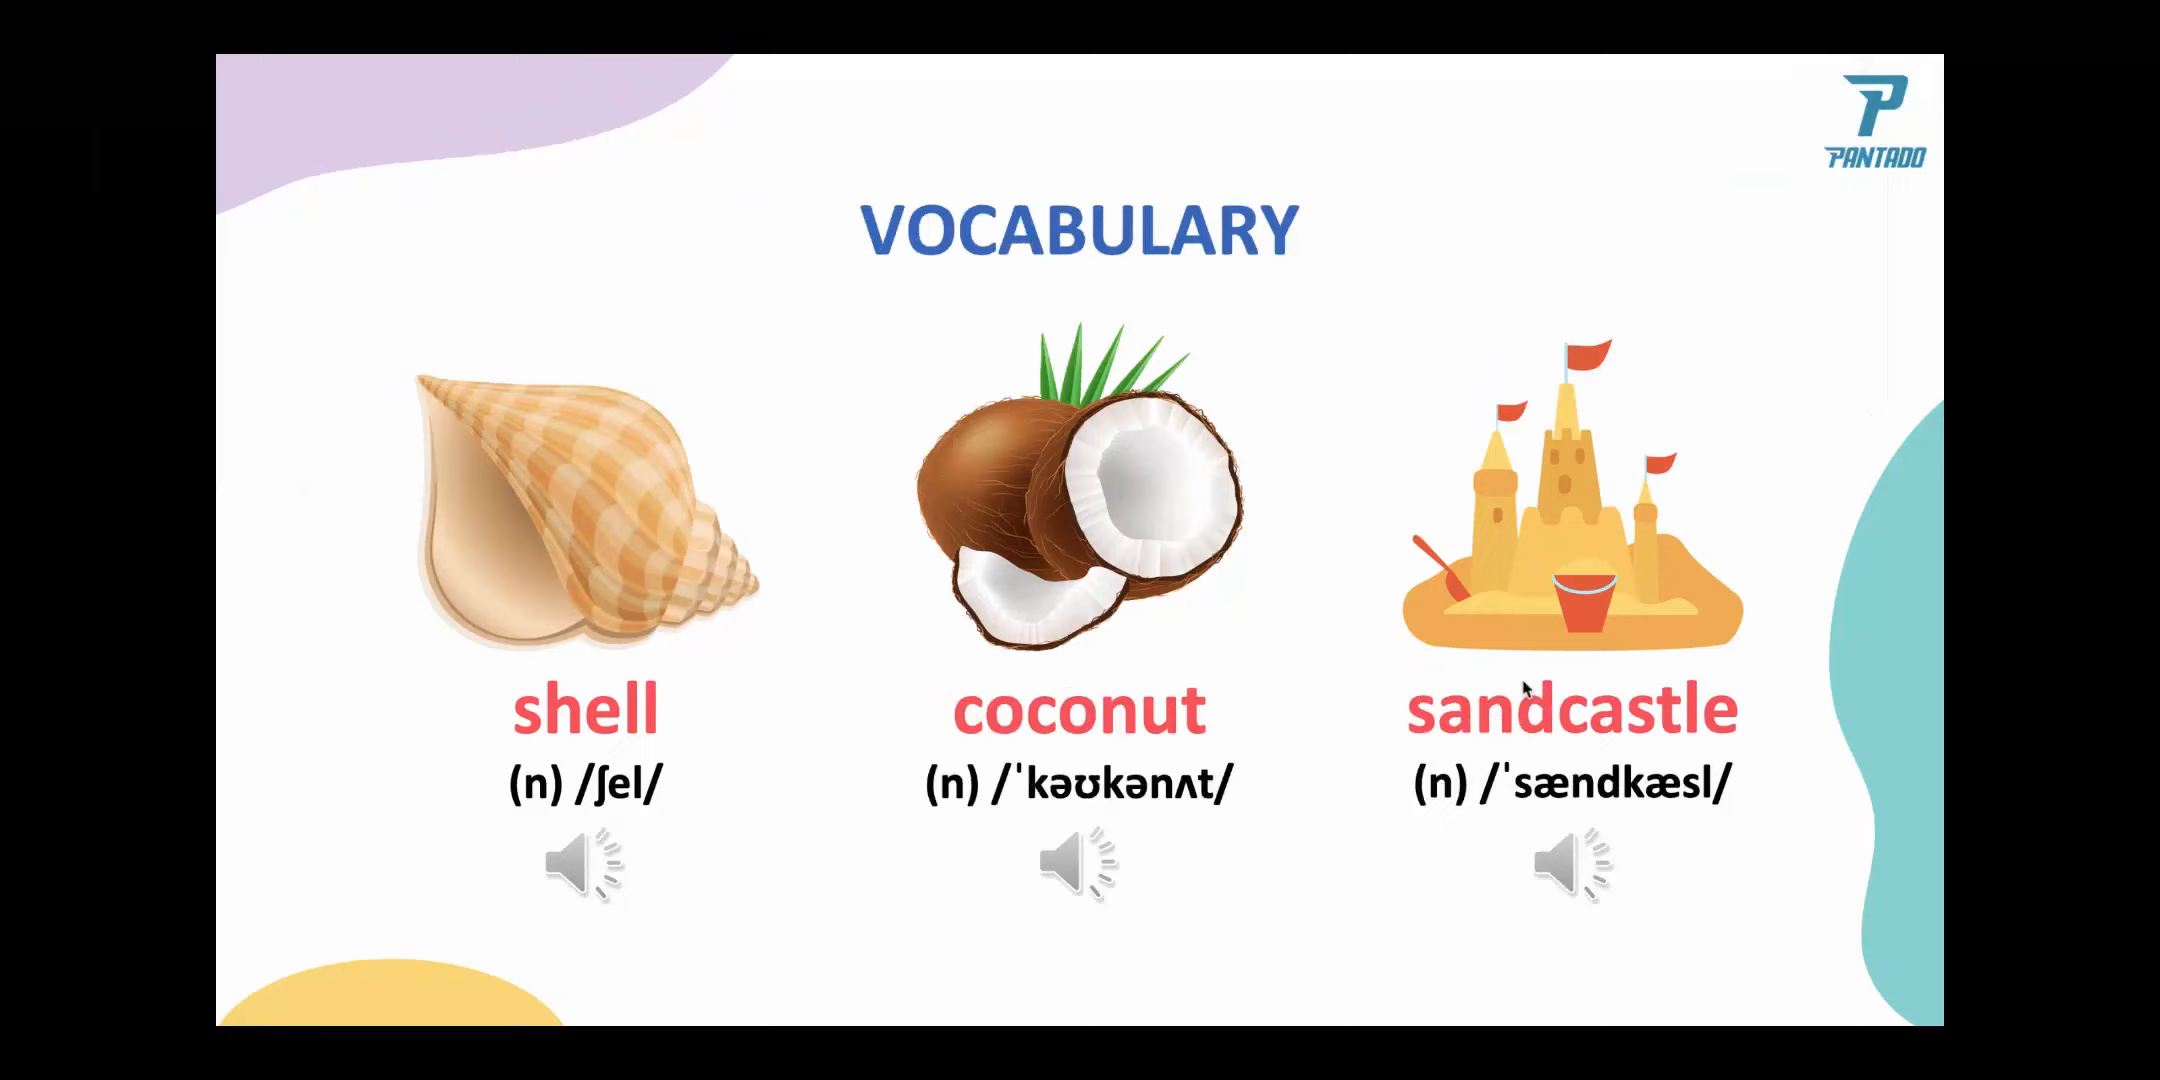 PANTADO
VOCABULARY
shell
(n) /ʃel/
coconut
(n) /ˈkəʊkənʌt/
sandcastle
(n) /ˈsændkæsl/